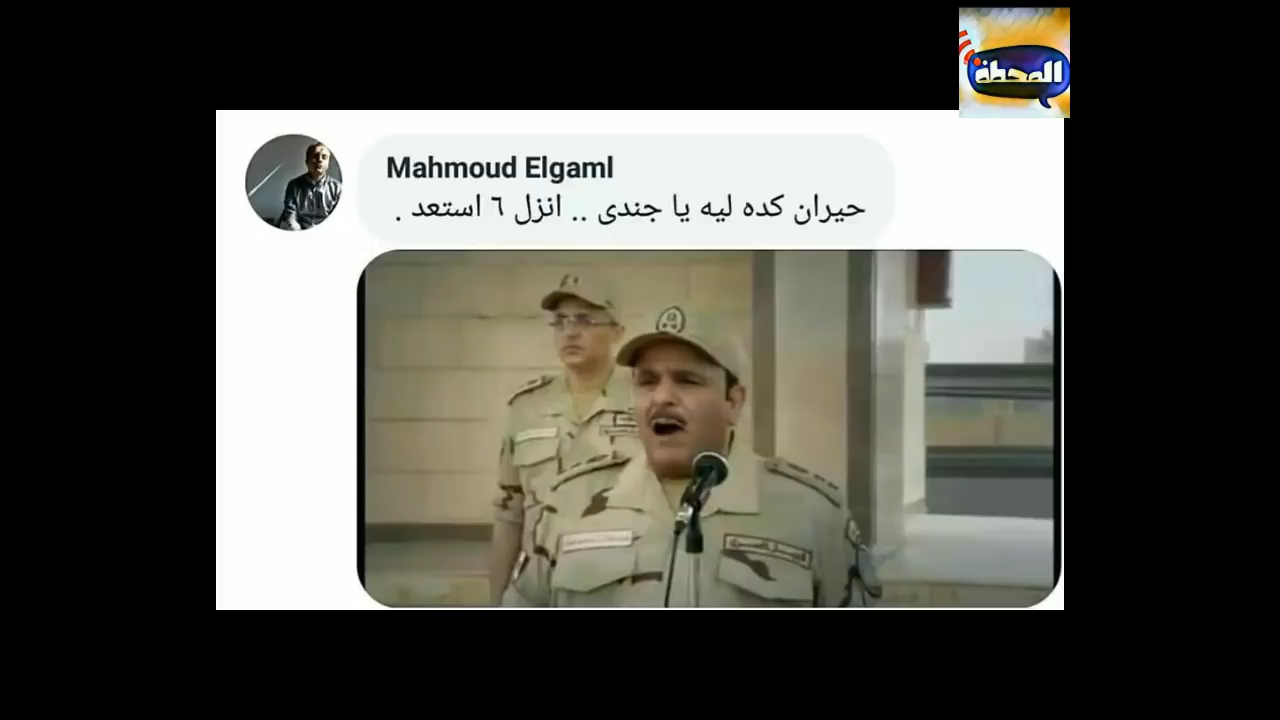 المحطة
Mahmoud Elgaml
حيران كده ليه يا جندى .. انزل ٦ استعد .